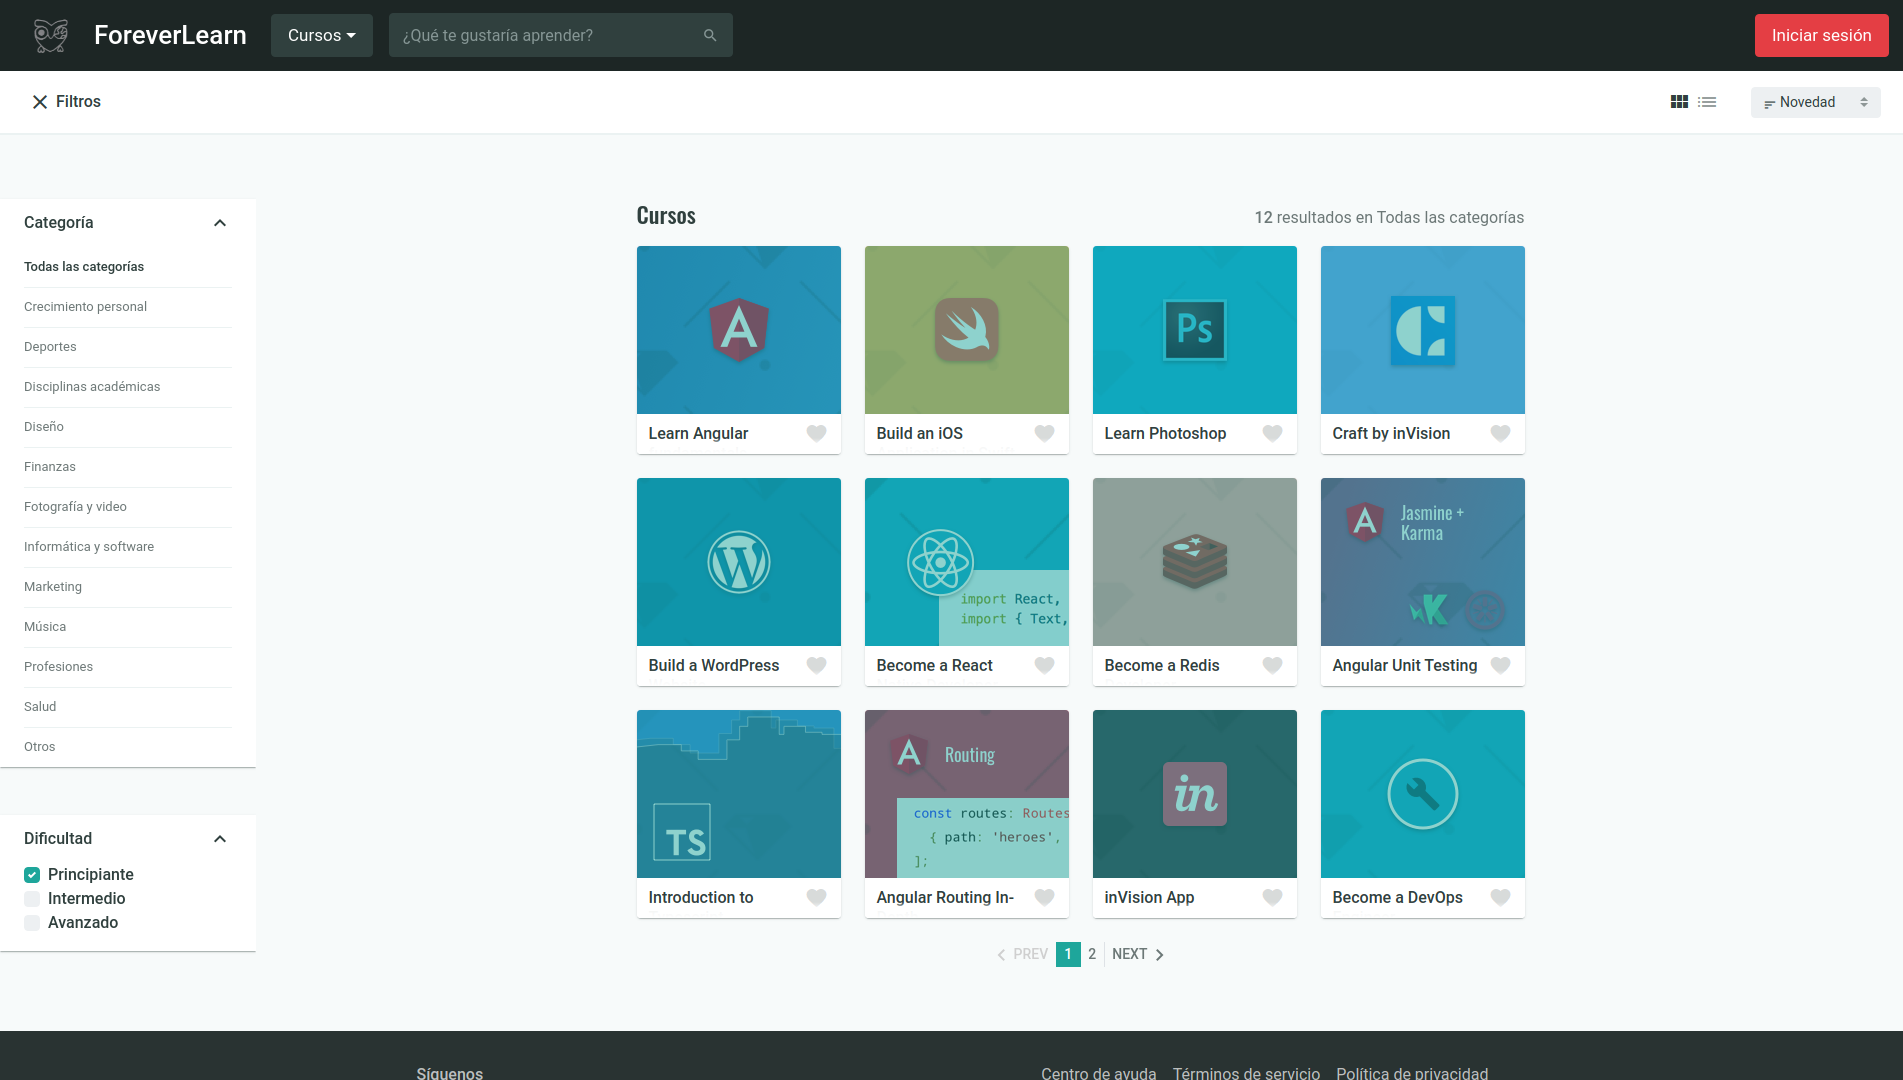 ForeverLearn
Cursos
¿Qué te gustaría aprender?
Iniciar sesión
Filtros
Novedad
Categoría
Todas las categorías
Crecimiento personal
Deportes
Disciplinas académicas
Diseño
Finanzas
Fotografía y video
Informática y software
Marketing
Música
Profesiones
Salud
Otros
Dificultad
Principiante
Intermedio
Avanzado
Cursos
12 resultados en Todas las categorías
A
Ps
Learn Angular
Build an iOS
Learn Photoshop
Craft by inVision
W
import React,
import { Text,
A
Jasmine +
Karma
K
Build a WordPress
Become a React
Become a Redis
Angular Unit Testing
TS
A
Routing
const routes: Routes
{ path: 'heroes',
];
in
Introduction to
Angular Routing In-
inVision App
Become a DevOps
PREV
1
2
NEXT
Síguenos
Centro de ayuda
Términos de servicio
Política de privacidad